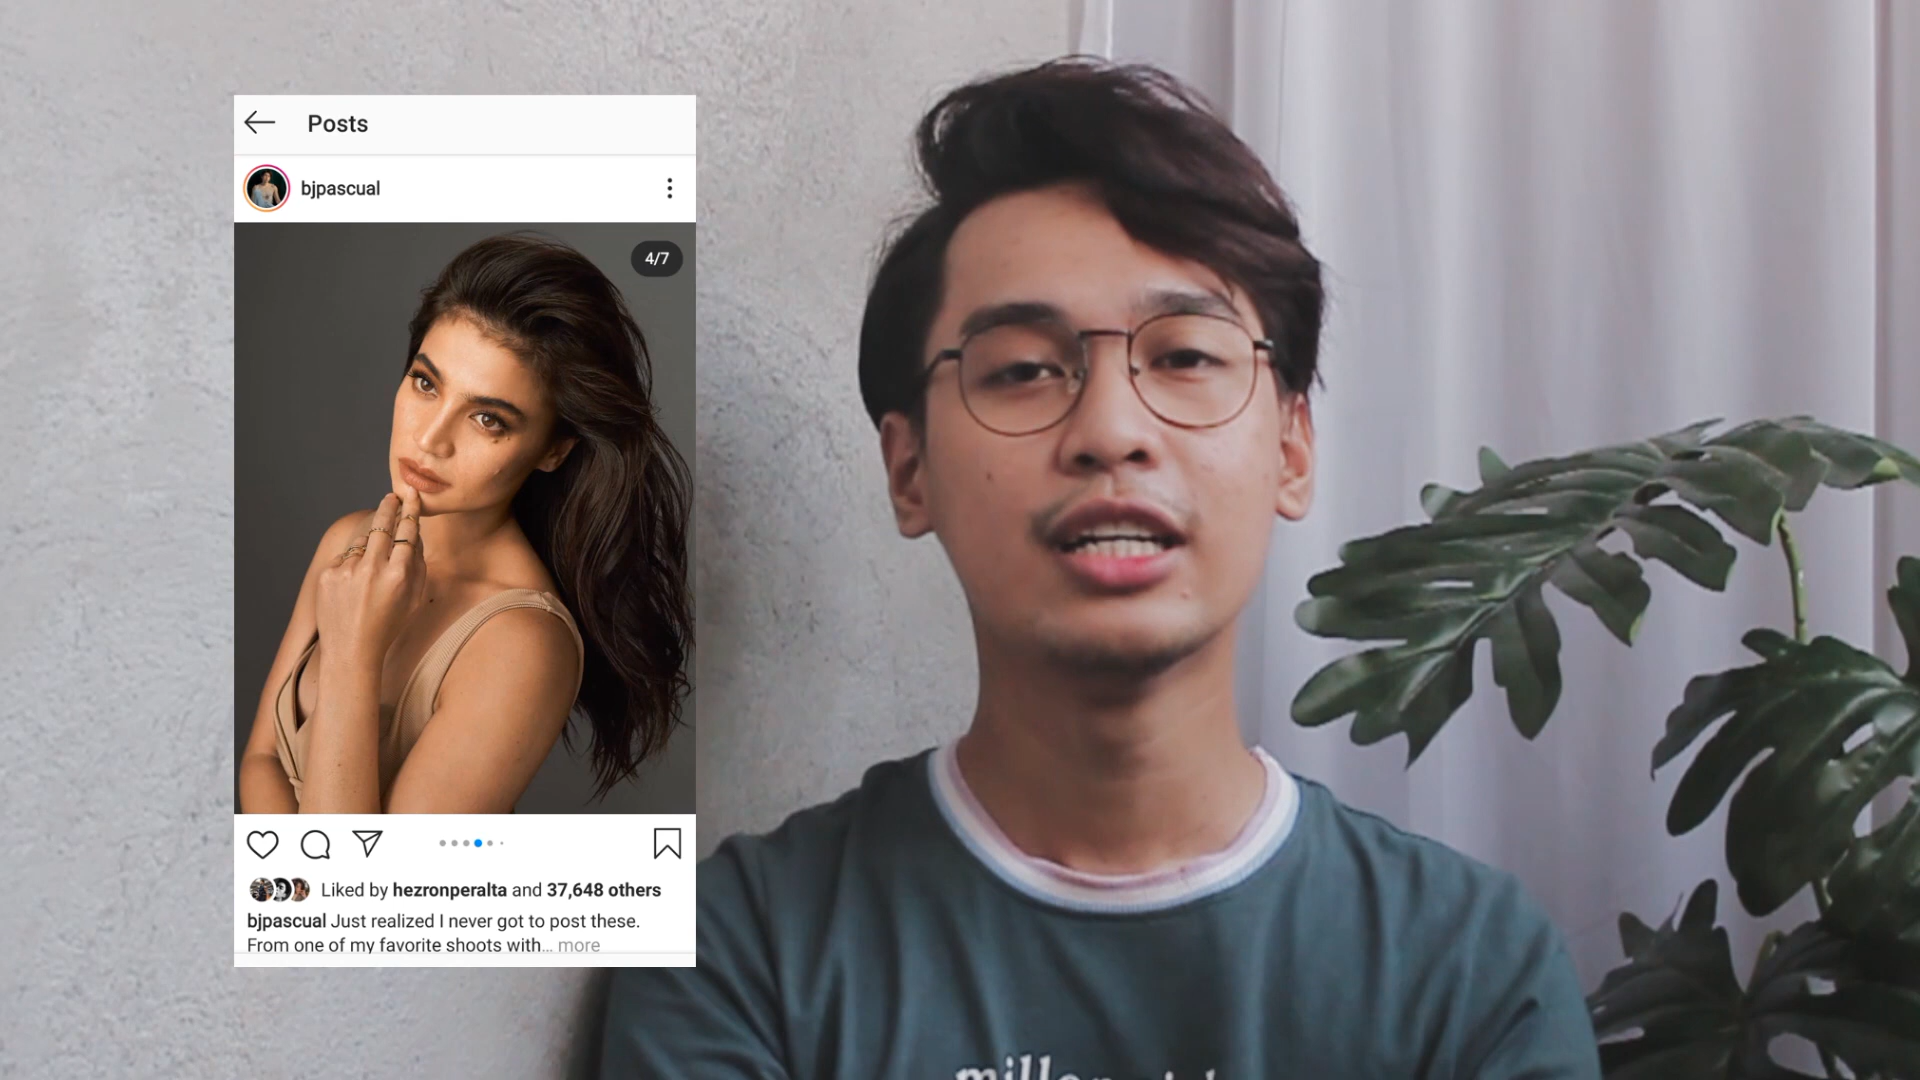 Posts
bjpascual
4/7
Liked by hezronperalta and 37,648 others
bjpascual Just realized I never got to post these.
From one of my favorite shoots with... more